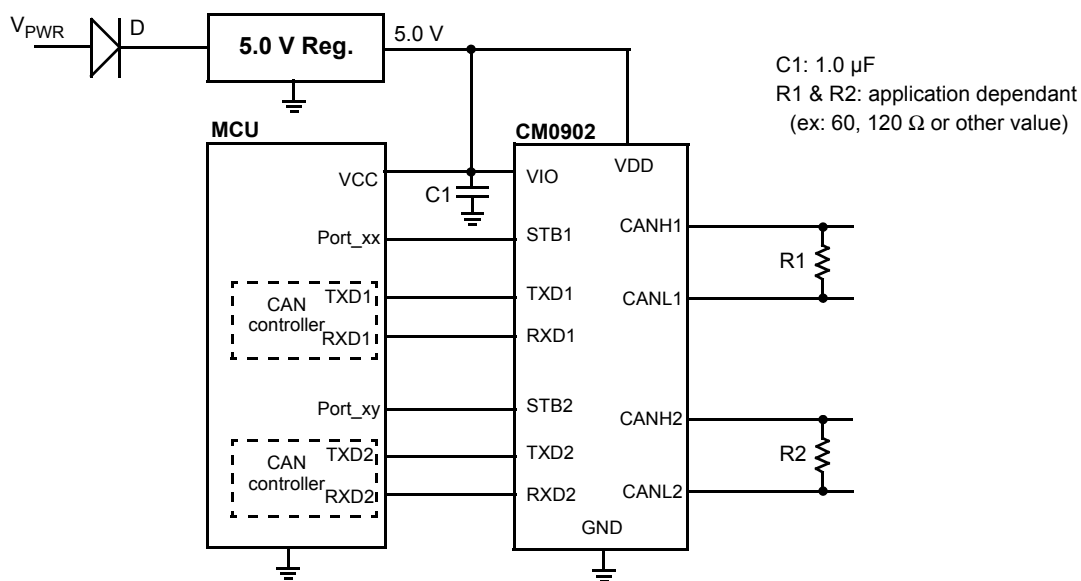 VPWR
D
5.0 V Reg.
5.0 V
C1: 1.0 µF
R1 & R2: application dependant
(ex: 60, 120 Ω or other value)
MCU
CM0902
VCC
C1
VIO
VDD
Port_xx
STB1
CANH1
R1
CAN
controller
TXD1
RXD1
TXD1
RXD1
CANL1
Port_xy
STB2
CANH2
R2
CAN
controller
TXD2
RXD2
TXD2
RXD2
CANL2
GND